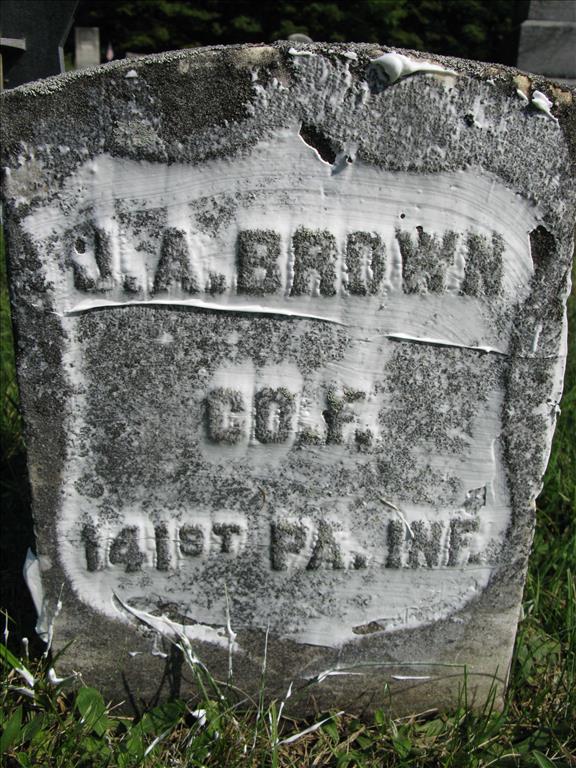 J. A. BROWN
CO. F.
141ST PA. INF.